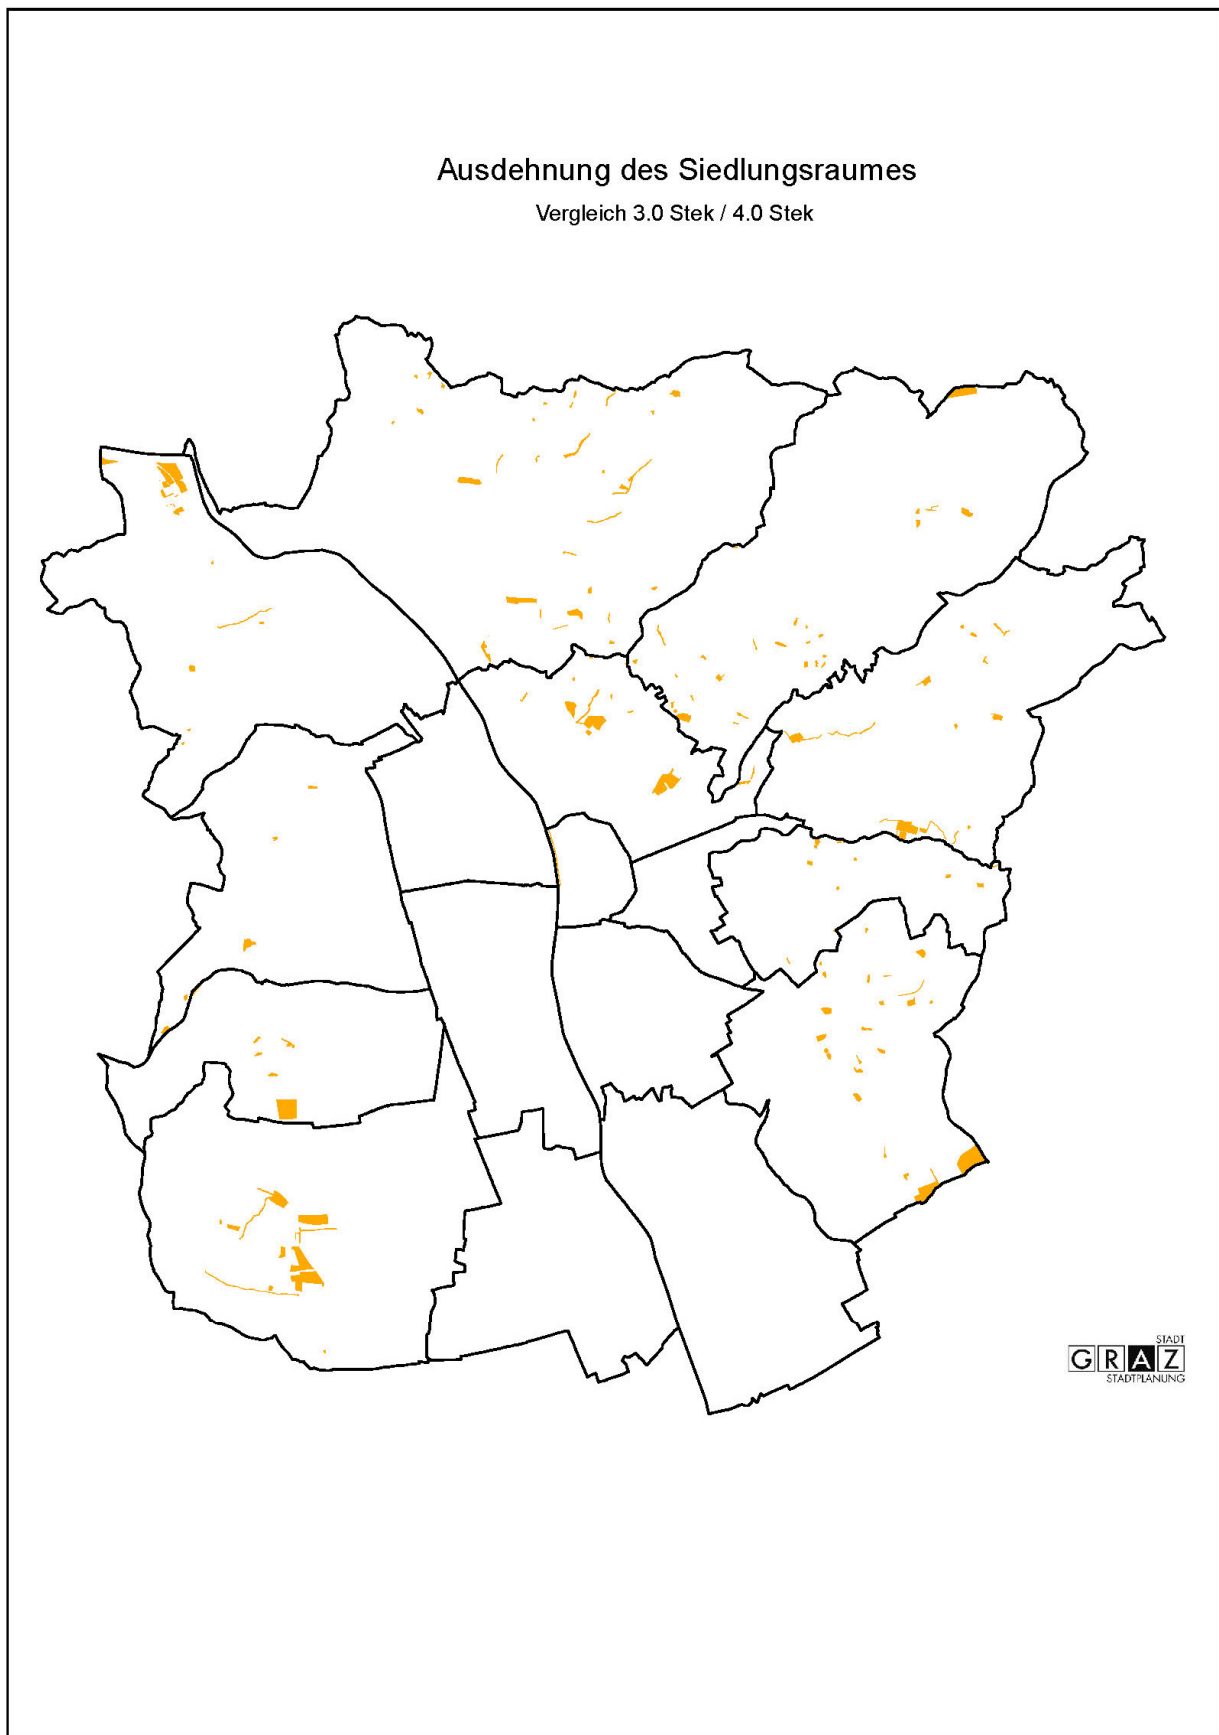 Ausdehnung des Siedlungsraumes
Vergleich 3.0 Stek / 4.0 Stek
STADT
GRAZ
STADTPLANUNG